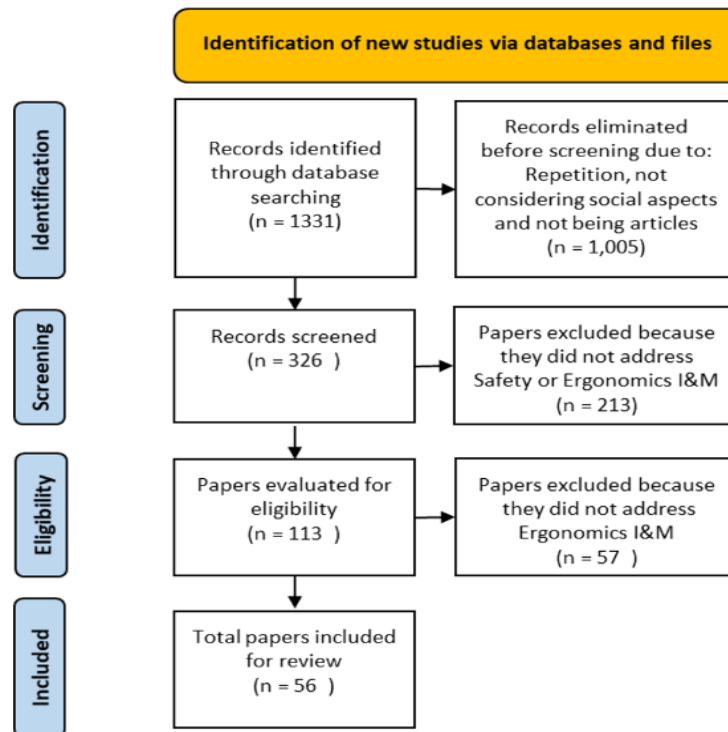 Identification of new studies via databases and files
Identification
Records identified
through database
searching
(n = 1331)
Records eliminated
before screening due to:
Repetition, not
considering social aspects
and not being articles
(n = 1,005)
Screening
Records screened
(n = 326 )
Papers excluded because
they did not address
Safety or Ergonomics I&M
(n = 213)
Eligibility
Papers evaluated for
eligibility
(n = 113 )
Papers excluded because
they did not address
Ergonomics I&M
(n = 57 )
Included
Total papers included
for review
(n = 56 )